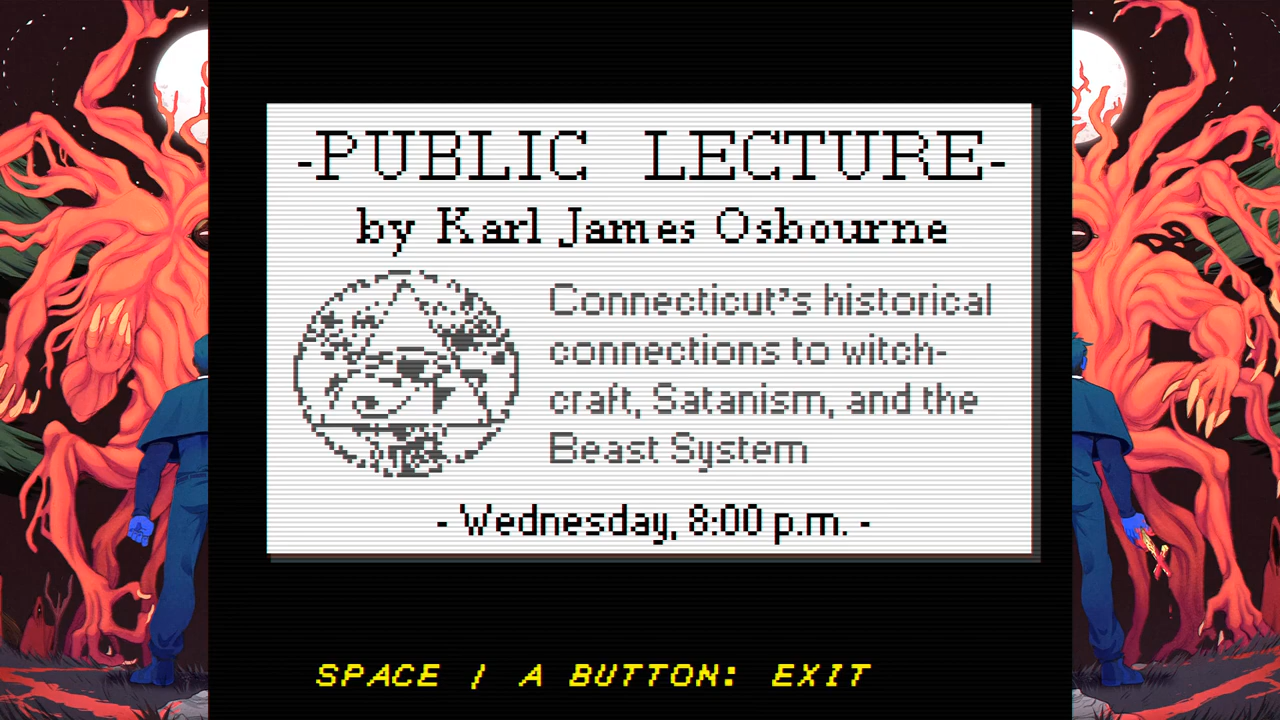 -PUBLIC LECTURE-
by Karl James Osbourne
Connecticut's historical
connections to witch-
craft, Satanism, and the
Beast System
- Wednesday, 8:00 p.m. -
SPACE / A BUTTON: EXIT